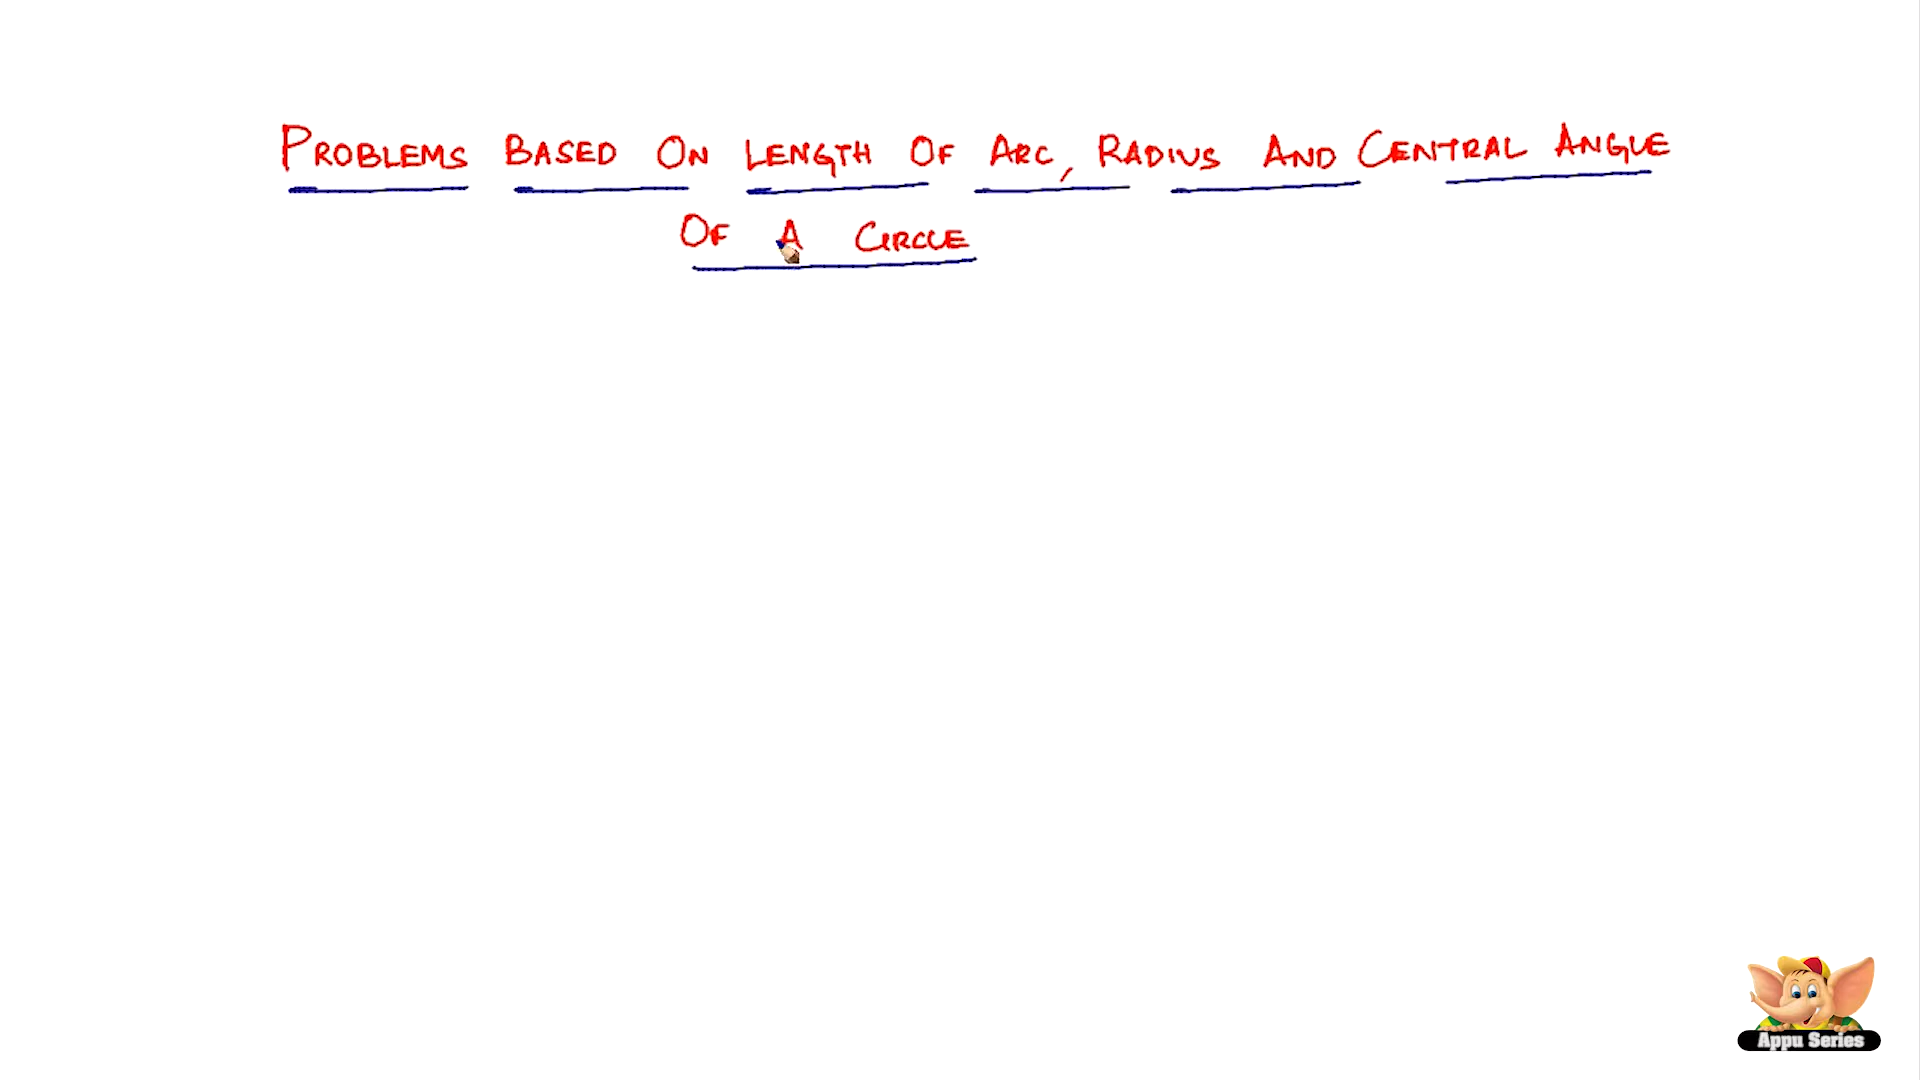 PROBLEMS BASED ON LENGTH OF ARC, RADIUS AND CENTRAL ANGLE
OF A CIRCLE
Appu Series